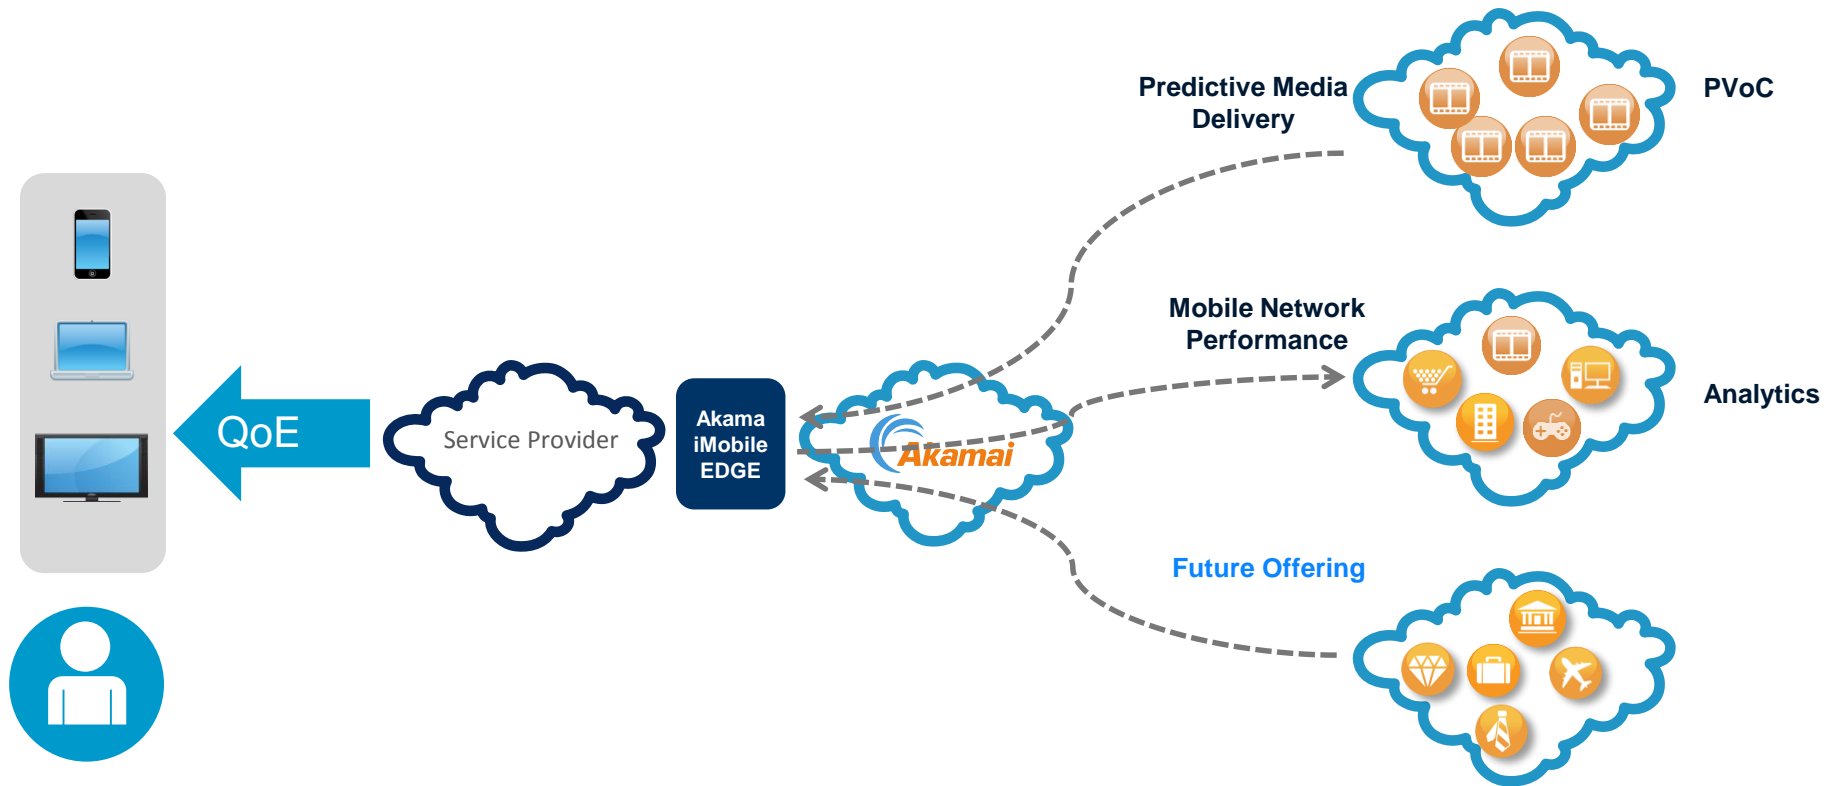 Predictive Media
Delivery
PVoC
Mobile Network
Performance
Analytics
QoE
Service Provider
Akama
iMobile
EDGE
Akamai
Future Offering